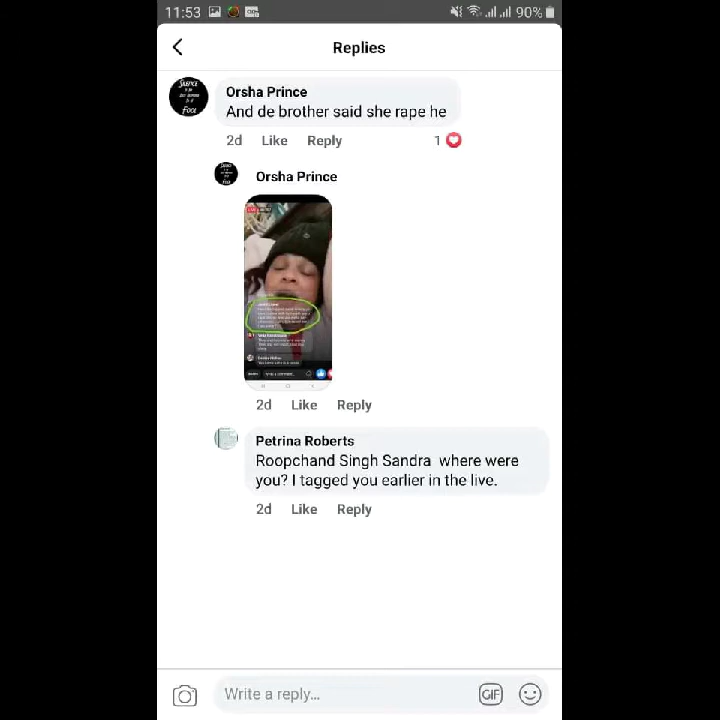 11:53
90%
Replies
Orsha Prince
And de brother said she rape he
2d Like Reply 1
Orsha Prince
2d Like Reply
Petrina Roberts
Roopchand Singh Sandra where were
you? I tagged you earlier in the live.
2d Like Reply
Write a reply...
GIF